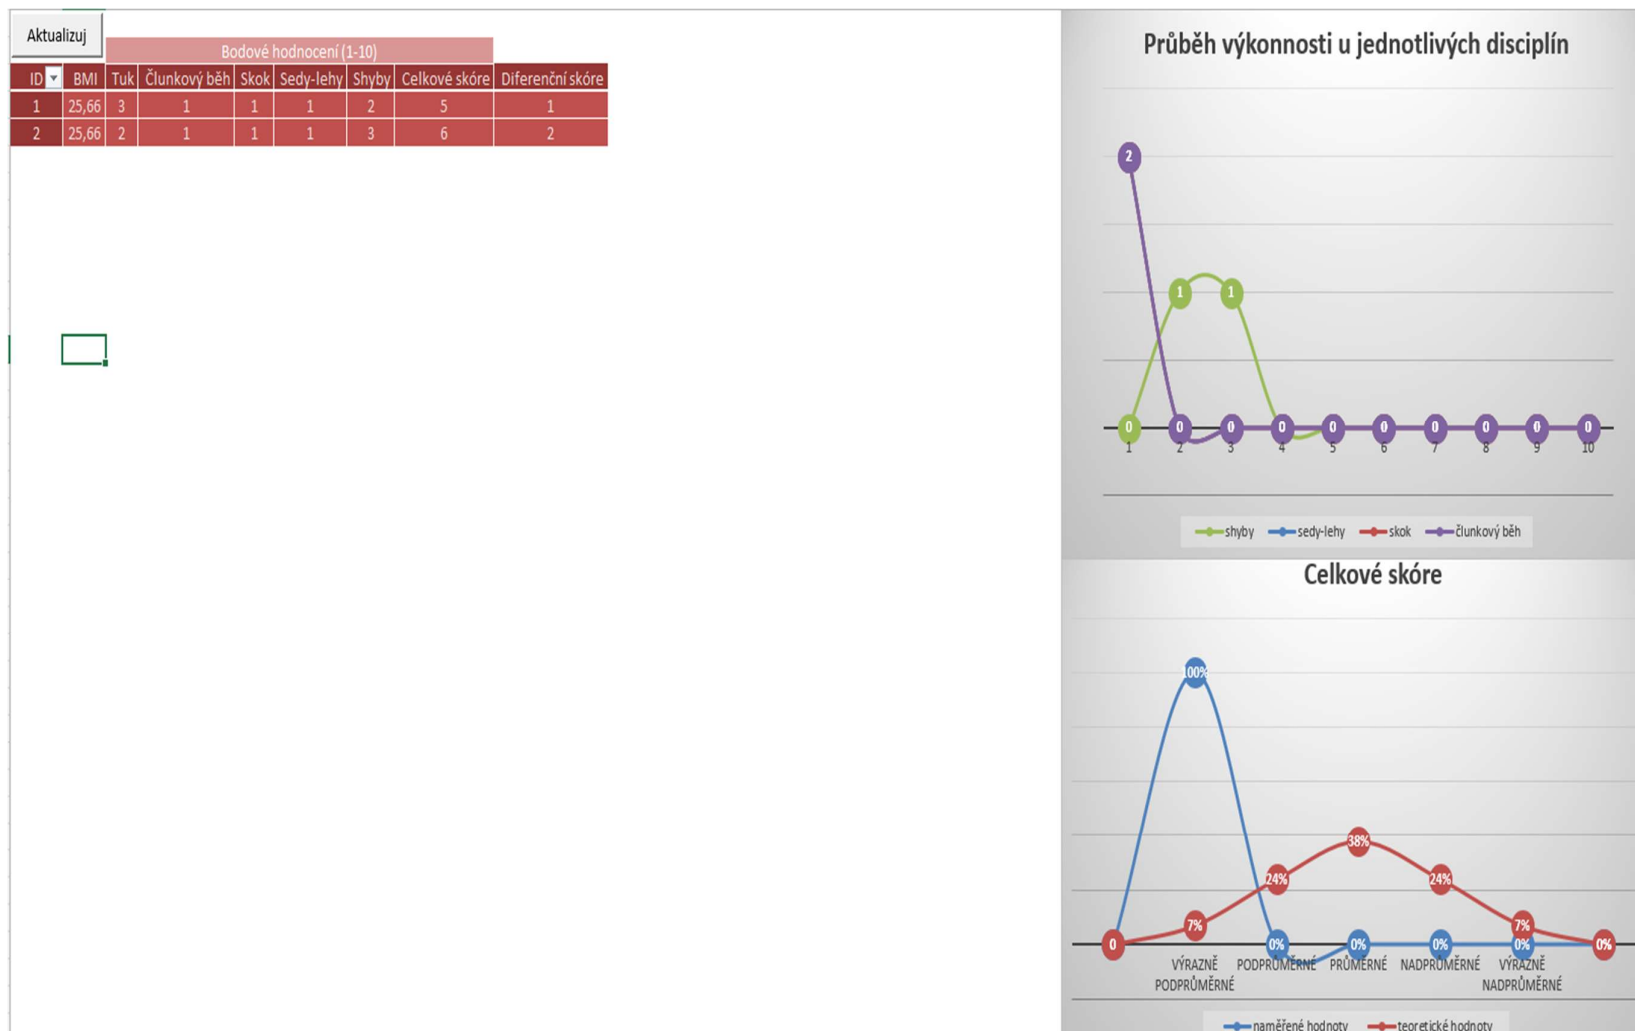 Aktualizuj
Bodové hodnocení (1-10)
ID BMI Tuk Člunkový běh Skok Sedy-lehy Shyby Celkové skóre Diferenční skóre
1 25,66 3 1 1 1 2 5 1
2 25,66 2 1 1 1 3 6 2
Průběh výkonnosti u jednotlivých disciplín
2
1 1
0 0 0 0 0 0 0 0 0 0
1 2 3 4 5 6 7 8 9 10
shyby sedy-lehy skok člunkový běh
Celkové skóre
100%
38%
24% 24%
7% 7%
0 0% 0% 0% 0% 0%
VÝRAZNĚ PODPRŮMĚRNÉ PRŮMĚRNÉ NADPRŮMĚRNÉ VÝRAZNĚ
PODPRŮMĚRNÉ NADPRŮMĚRNÉ
naměřené hodnoty teoretické hodnoty